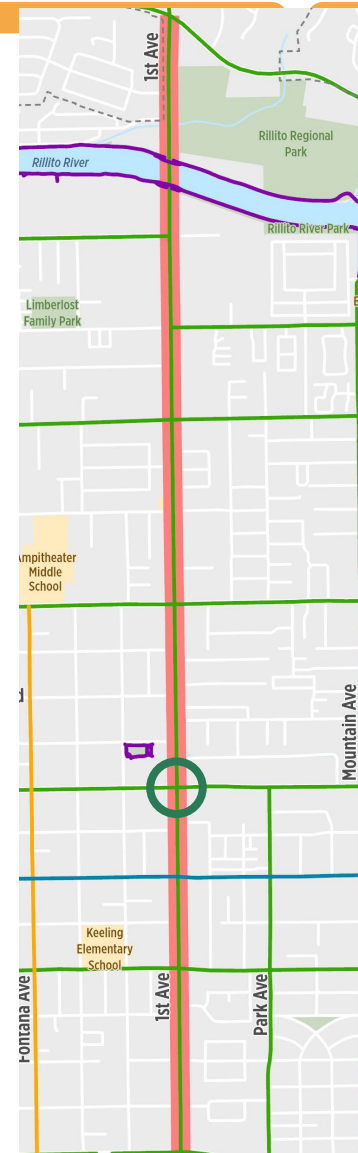 1st Ave
Rillito Regional
Park
Rillito River
Rillito River Park
Limberlost
Family Park
Ampitheater
Middle
School
Mountain Ave
Keeling
Elementary
School
Fontana Ave
1st Ave
Park Ave